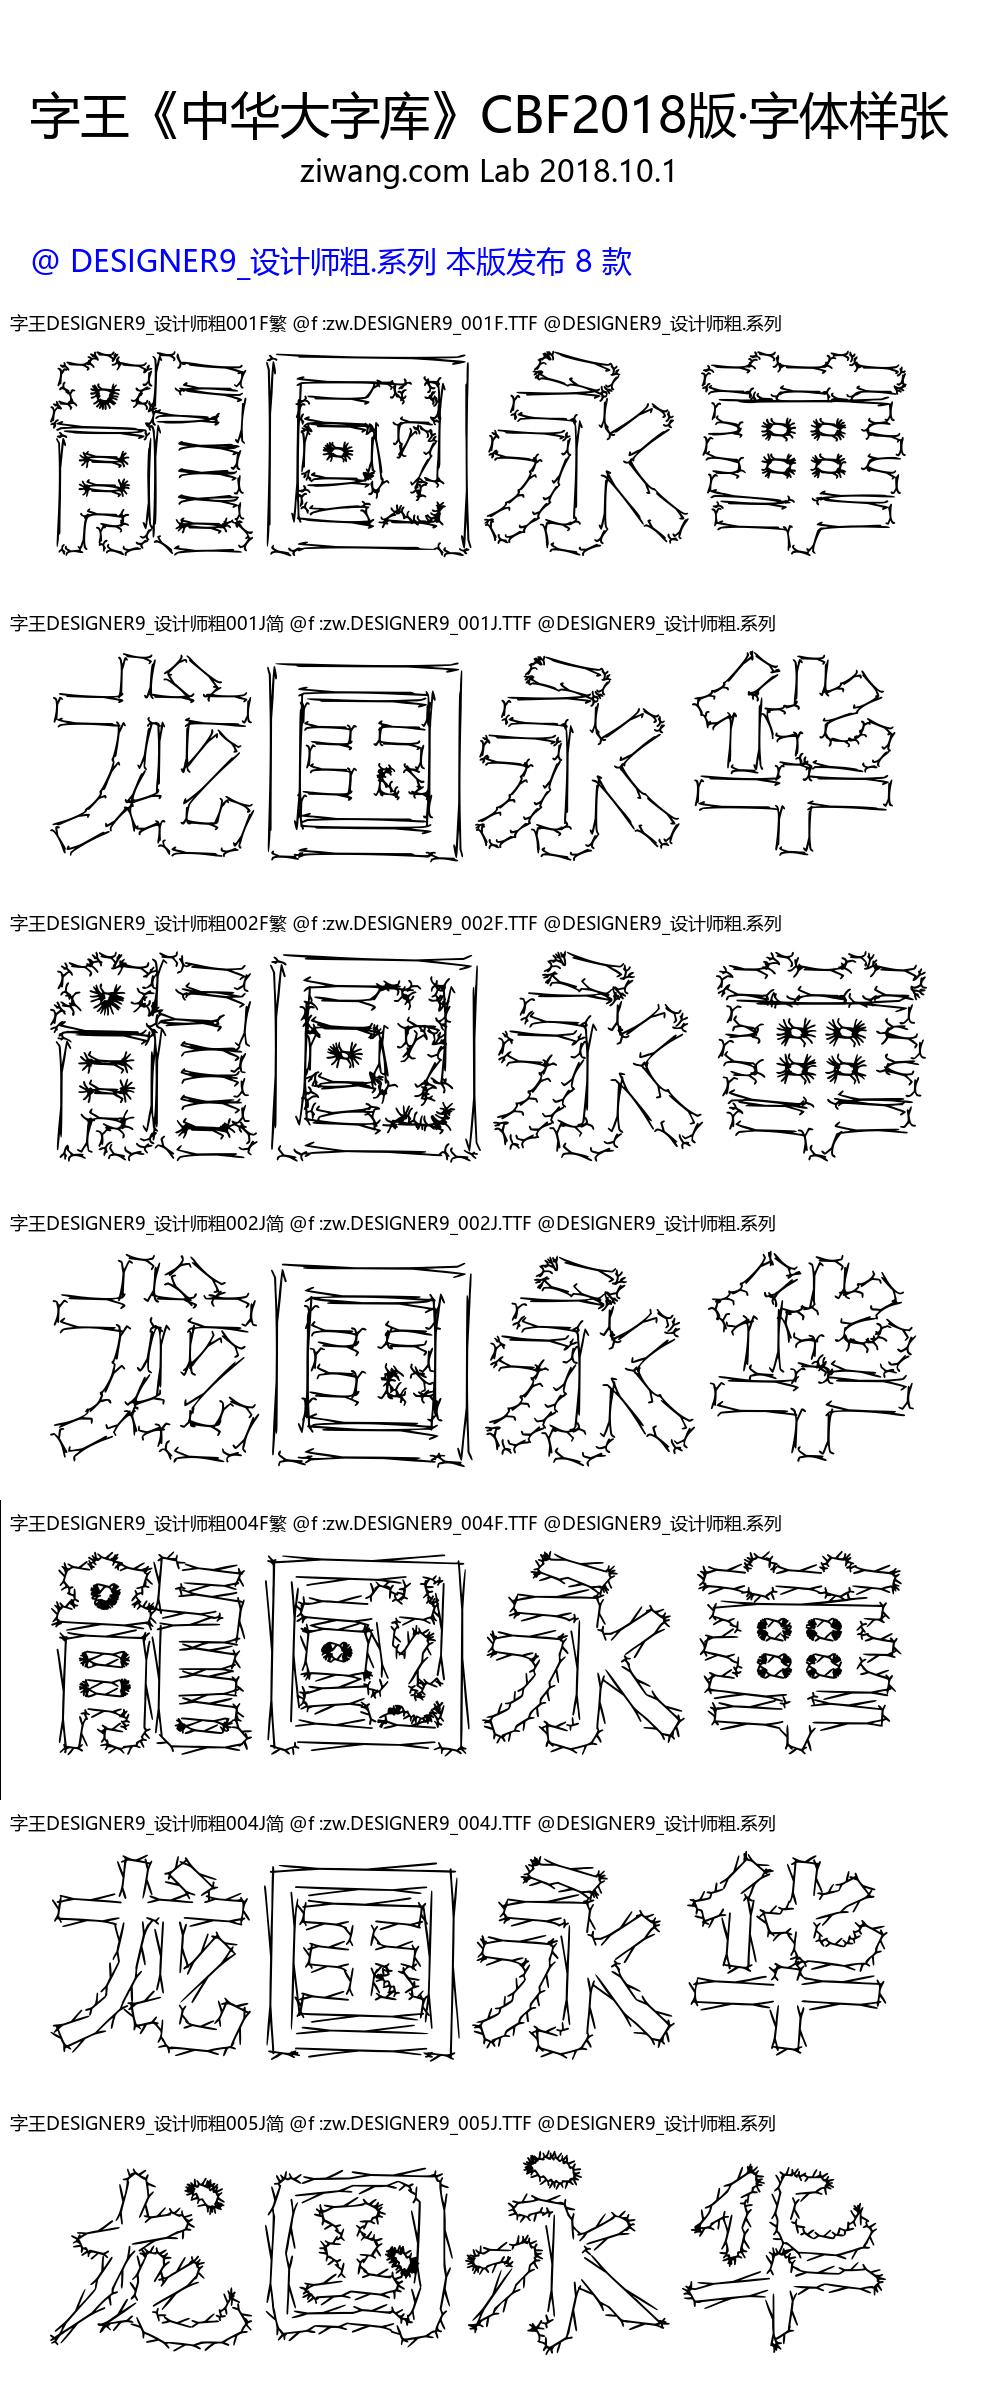 字王《中华大字库》CBF2018版·字体样张
ziwang.com Lab 2018.10.1
@ DESIGNER9_设计师粗.系列 本版发布 8 款
字王DESIGNER9_设计师粗001F繁 @f :zw.DESIGNER9_001F.TTF @DESIGNER9_设计师粗.系列
龍國永華
字王DESIGNER9_设计师粗001J简 @f :zw.DESIGNER9_001J.TTF @DESIGNER9_设计师粗.系列
龙国永华
字王DESIGNER9_设计师粗002F繁 @f :zw.DESIGNER9_002F.TTF @DESIGNER9_设计师粗.系列
龍國永華
字王DESIGNER9_设计师粗002J简 @f :zw.DESIGNER9_002J.TTF @DESIGNER9_设计师粗.系列
龙国永华
字王DESIGNER9_设计师粗004F繁 @f :zw.DESIGNER9_004F.TTF @DESIGNER9_设计师粗.系列
龍國永華
字王DESIGNER9_设计师粗004J简 @f :zw.DESIGNER9_004J.TTF @DESIGNER9_设计师粗.系列
龙国永华
字王DESIGNER9_设计师粗005J简 @f :zw.DESIGNER9_005J.TTF @DESIGNER9_设计师粗.系列
龙国永华